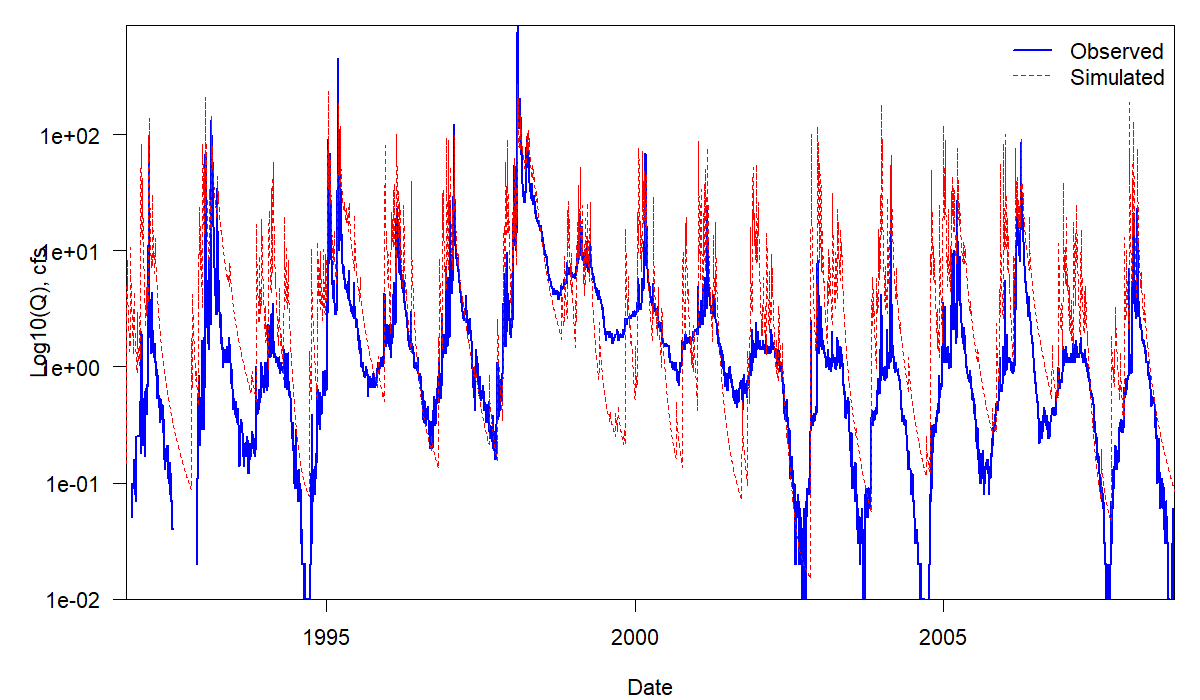 Observed
Simulated
1e+02
1e+01
1e+00
1e-01
1e-02
Log10(Q), cfs
1995
2000
2005
Date